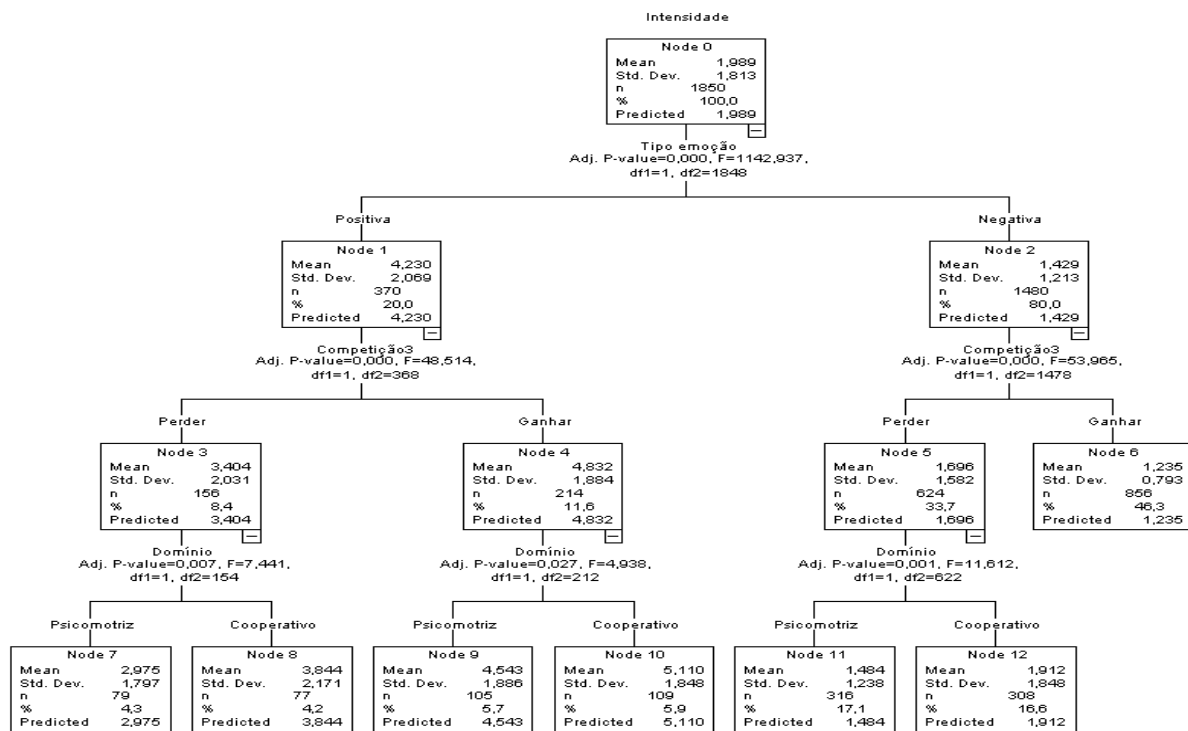 Intensidade
Node 0
Mean 1,989
Std. Dev. 1,813
n 1850
% 100,0
Predicted 1,989
Tipo emoção
Adj. P-value=0,000, F=1142,937,
df1=1, df2=1848
Positiva
Negativa
Node 1
Mean 4,230
Std. Dev. 2,069
n 370
% 20,0
Predicted 4,230
Node 2
Mean 1,429
Std. Dev. 1,213
n 1480
% 80,0
Predicted 1,429
Competição3
Adj. P-value=0,000, F=48,514,
df1=1, df2=368
Competição3
Adj. P-value=0,000, F=53,965,
df1=1, df2=1478
Perder
Ganhar
Perder
Ganhar
Node 3
Mean 3,404
Std. Dev. 2,031
n 156
% 8,4
Predicted 3,404
Node 4
Mean 4,832
Std. Dev. 1,884
n 214
% 11,6
Predicted 4,832
Node 5
Mean 1,696
Std. Dev. 1,582
n 624
% 33,7
Predicted 1,696
Node 6
Mean 1,235
Std. Dev. 0,793
n 856
% 46,3
Predicted 1,235
Domínio
Adj. P-value=0,007, F=7,441,
df1=1, df2=154
Domínio
Adj. P-value=0,027, F=4,938,
df1=1, df2=212
Domínio
Adj. P-value=0,001, F=11,612,
df1=1, df2=622
Psicomotriz
Cooperativo
Psicomotriz
Cooperativo
Psicomotriz
Cooperativo
Node 7
Mean 2,975
Std. Dev. 1,797
n 79
% 4,3
Predicted 2,975
Node 8
Mean 3,844
Std. Dev. 2,171
n 77
% 4,2
Predicted 3,844
Node 9
Mean 4,543
Std. Dev. 1,886
n 105
% 5,7
Predicted 4,543
Node 10
Mean 5,110
Std. Dev. 1,848
n 109
% 5,9
Predicted 5,110
Node 11
Mean 1,484
Std. Dev. 1,238
n 316
% 17,1
Predicted 1,484
Node 12
Mean 1,912
Std. Dev. 1,848
n 308
% 16,6
Predicted 1,912